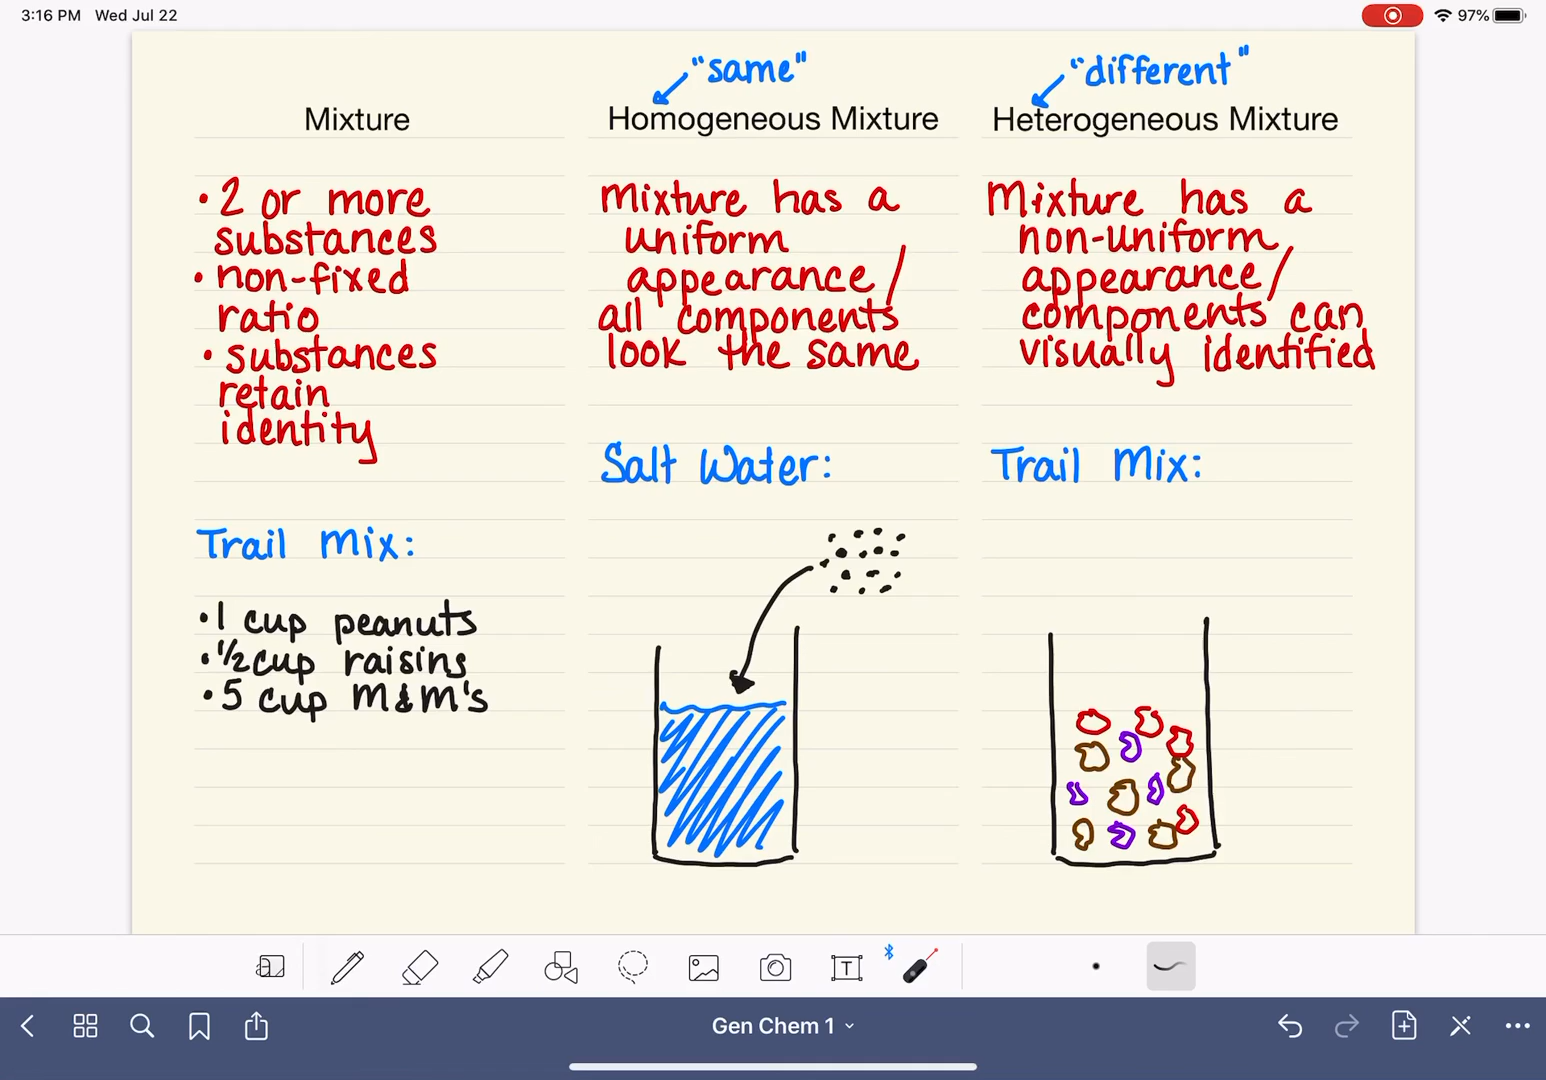 3:16 PM Wed Jul 22
97%
"same"
"different"
Mixture
Homogeneous Mixture
Heterogeneous Mixture
• 2 or more
substances
• non-fixed
ratio
• substances
retain
identity
Trail Mix:
• 1 cup peanuts
• 1/2 cup raisins
• 5 cup M&M's
Mixture has a
uniform
appearance/
all components
look the same
Salt Water:
Mixture has a
non-uniform
appearance/
components can
visually identified
Trail Mix:
T
Gen Chem 1